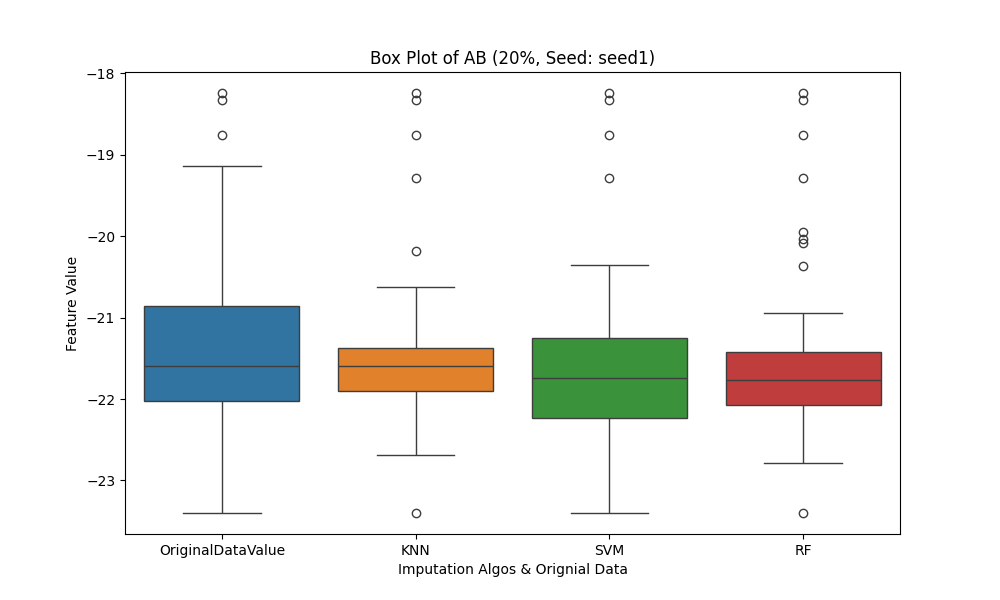 Box Plot of AB (20%, Seed: seed1)
−18
−19
−20
−21
−22
−23
Feature Value
OriginalDataValue
KNN
SVM
RF
Imputation Algos & Orignial Data